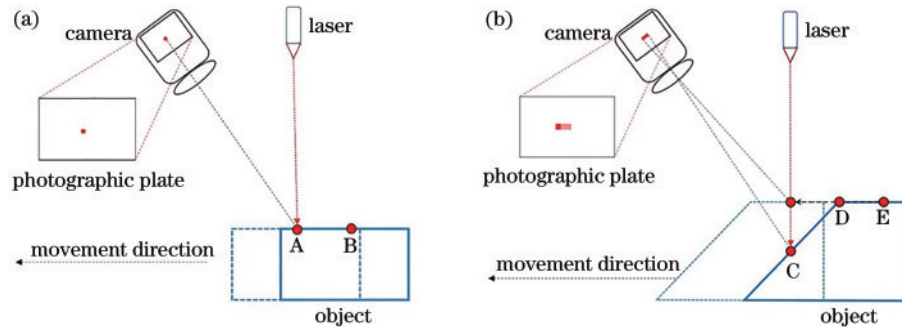 (a)
camera
laser
photographic plate
A
B
movement direction
object
(b)
camera
laser
photographic plate
D
E
C
movement direction
object